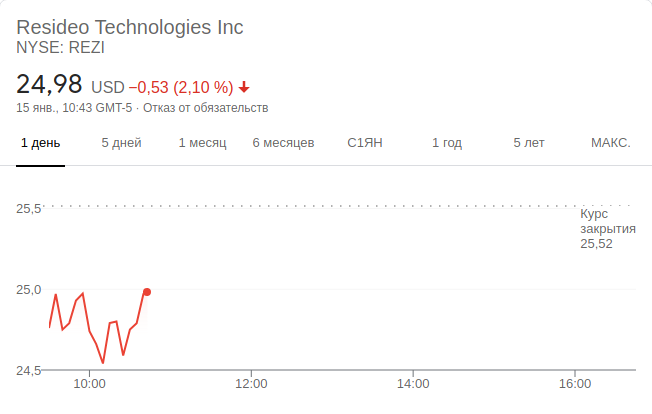 Resideo Technologies Inc
NYSE: REZI
24,98 USD −0,53 (2,10 %)
15 янв., 10:43 GMT-5 · Отказ от обязательств
1 день 5 дней 1 месяц 6 месяцев С1ЯН 1 год 5 лет МАКС.
25,5
Курс
закрытия
25,52
25,0
24,5
10:00 12:00 14:00 16:00